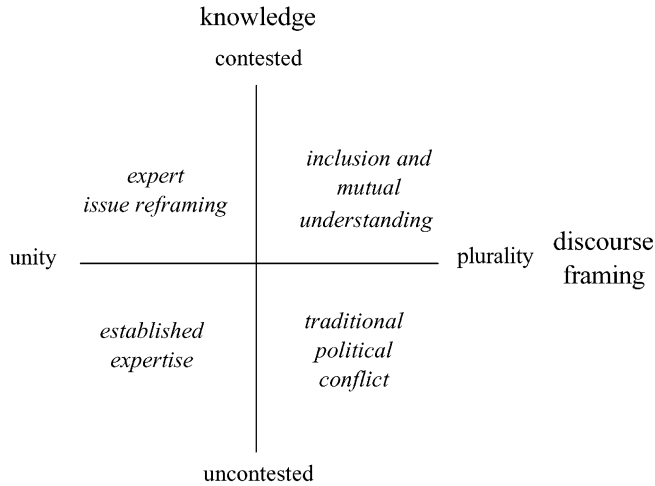 knowledge
contested
expert
issue reframing
inclusion and
mutual
understanding
unity
plurality
discourse
framing
established
expertise
traditional
political
conflict
uncontested